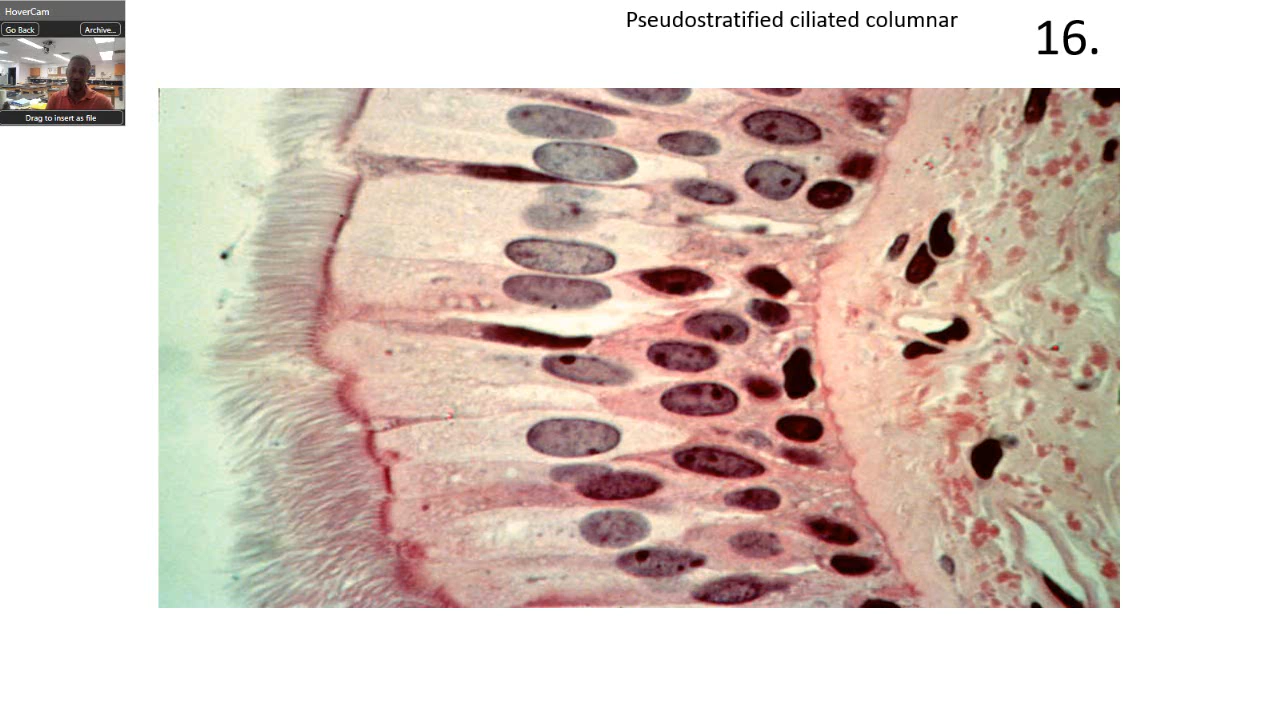 HoverCam
Go Back
Archive...
Drag to insert as file
Pseudostratified ciliated columnar
16.